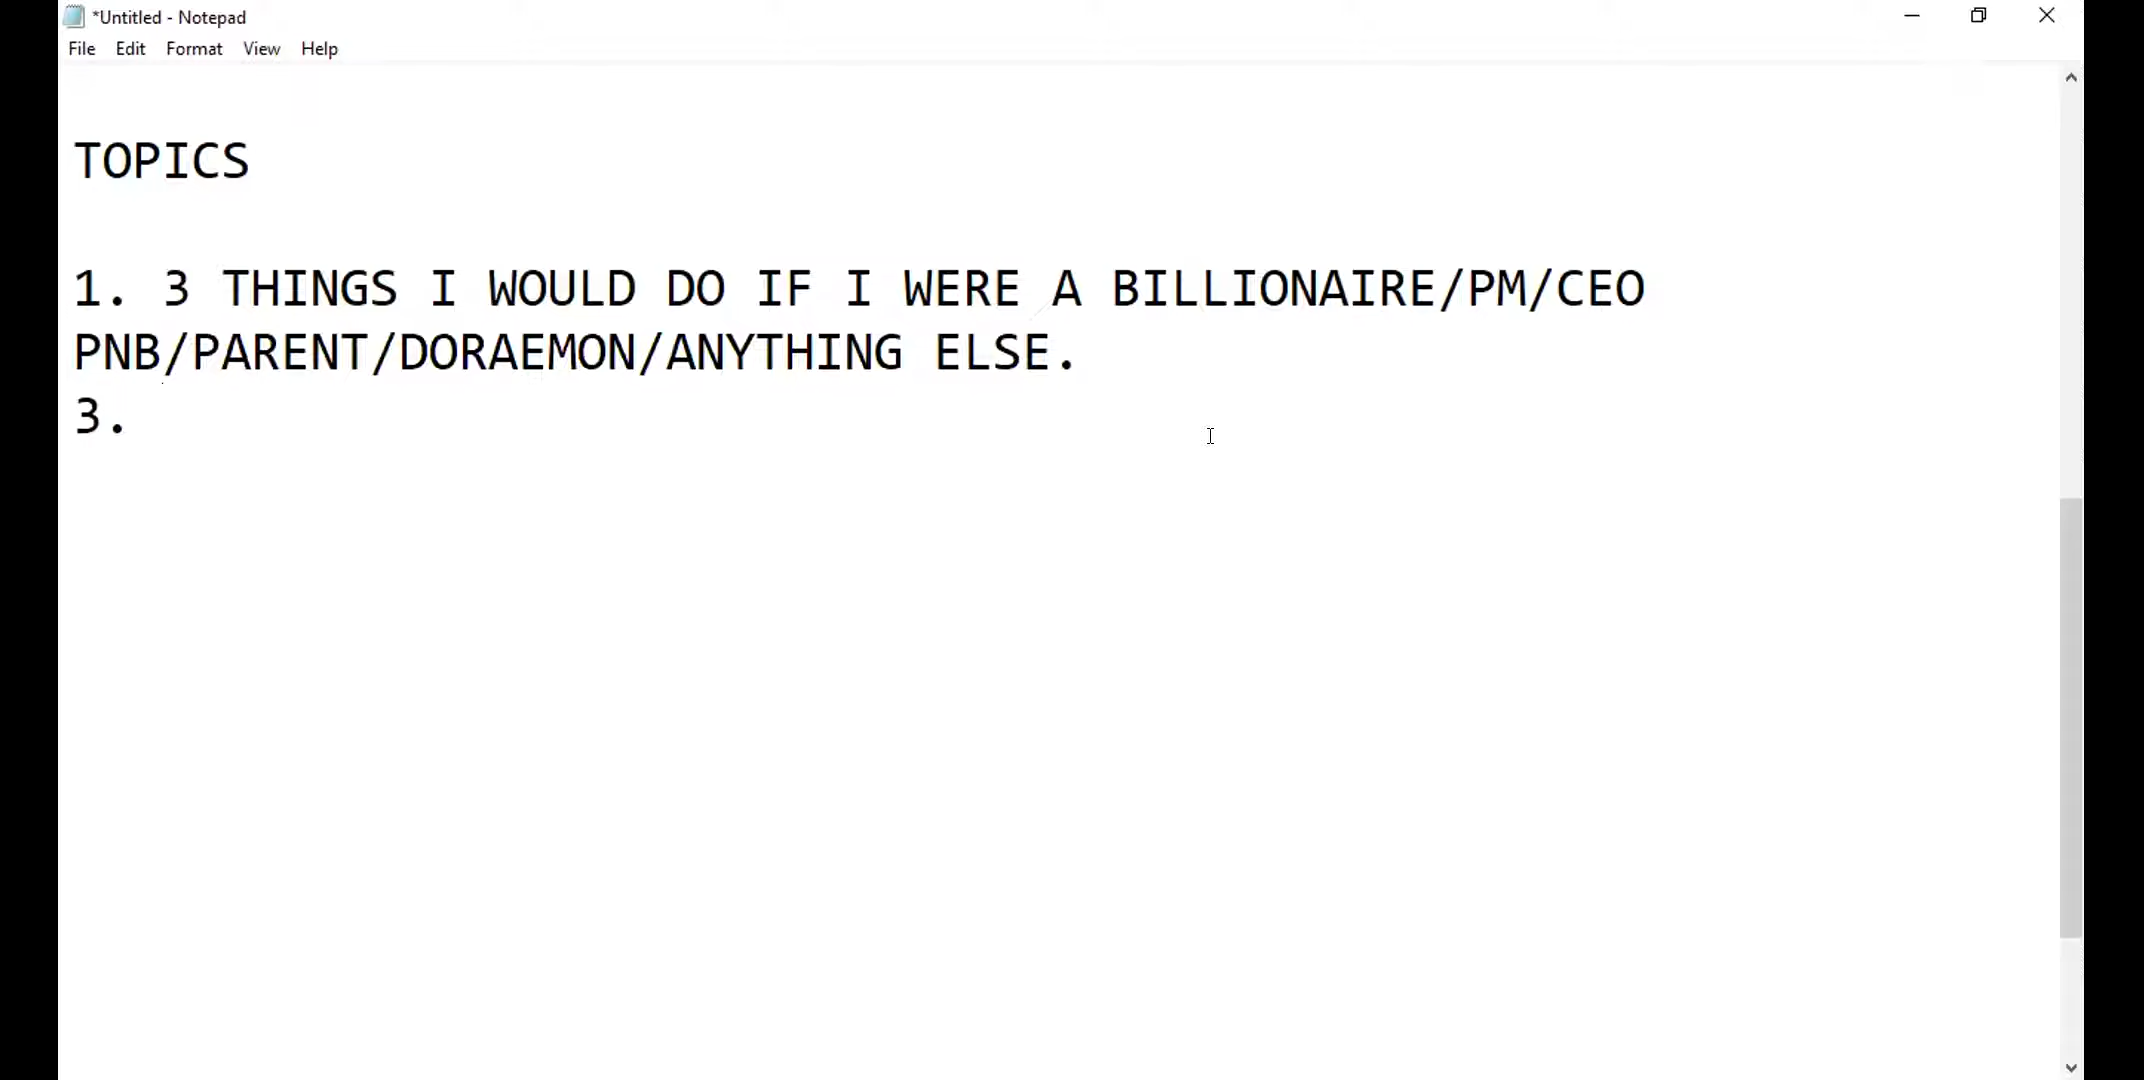 *Untitled - Notepad
File Edit Format View Help
TOPICS
1. 3 THINGS I WOULD DO IF I WERE A BILLIONAIRE/PM/CEO
PNB/PARENT/DORAEMON/ANYTHING ELSE.
3.